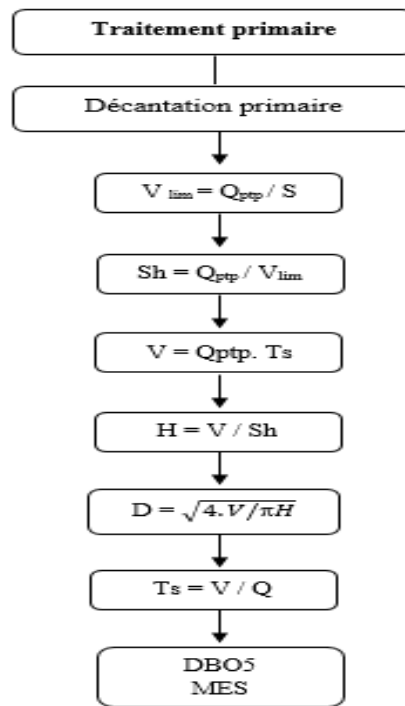 Traitement primaire
Décantation primaire
V lim = Qptp / S
Sh = Qptp / Vlim
V = Qptp. Ts
H = V / Sh
D = √4.V/πH
Ts = V / Q
DBO5
MES